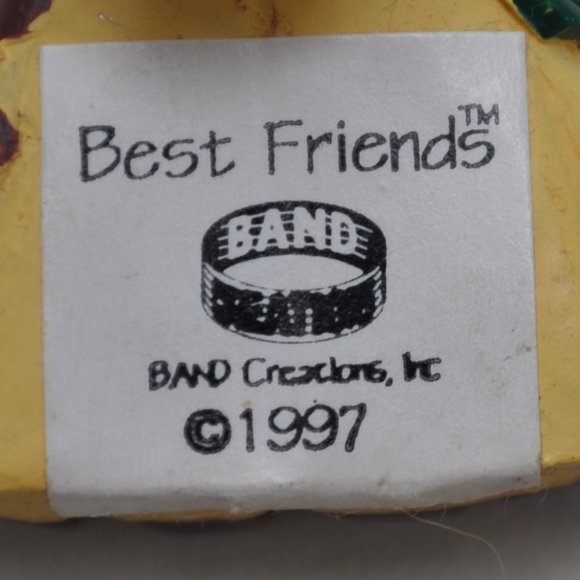 Best Friends™
BAND
BAND Creations, Inc
©1997